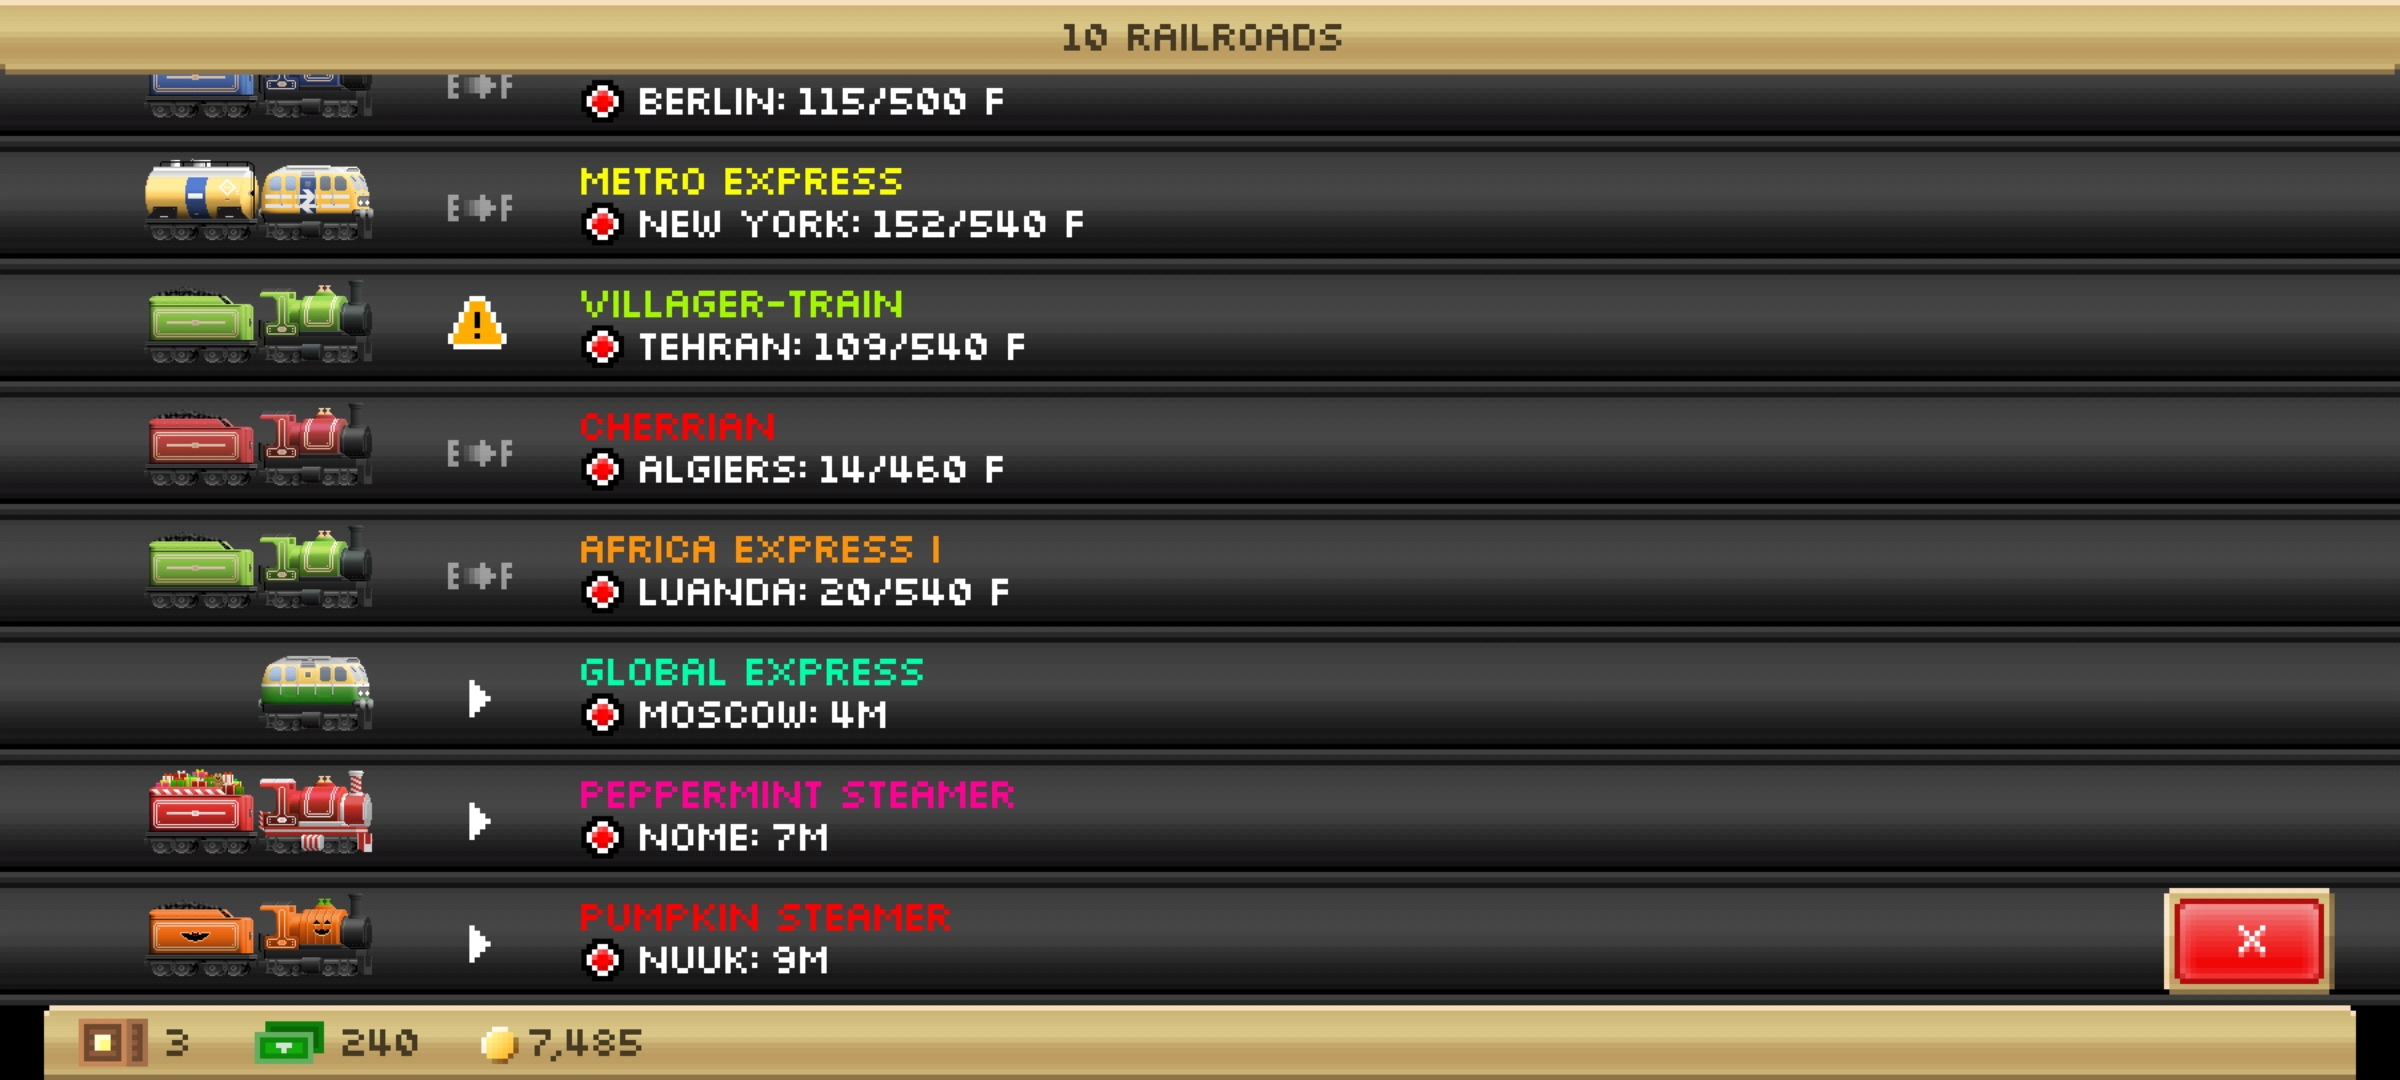 10 RAILROADS
E F
BERLIN: 115/500 F
METRO EXPRESS
E F
NEW YORK: 152/540 F
VILLAGER-TRAIN
!
TEHRAN: 109/540 F
CHERRIAN
E F
ALGIERS: 14/460 F
AFRICA EXPRESS I
E F
LUANDA: 20/540 F
GLOBAL EXPRESS
MOSCOW: 4M
PEPPERMINT STEAMER
NOME: 7M
PUMPKIN STEAMER
NUUK: 9M
X
3 240 7,485